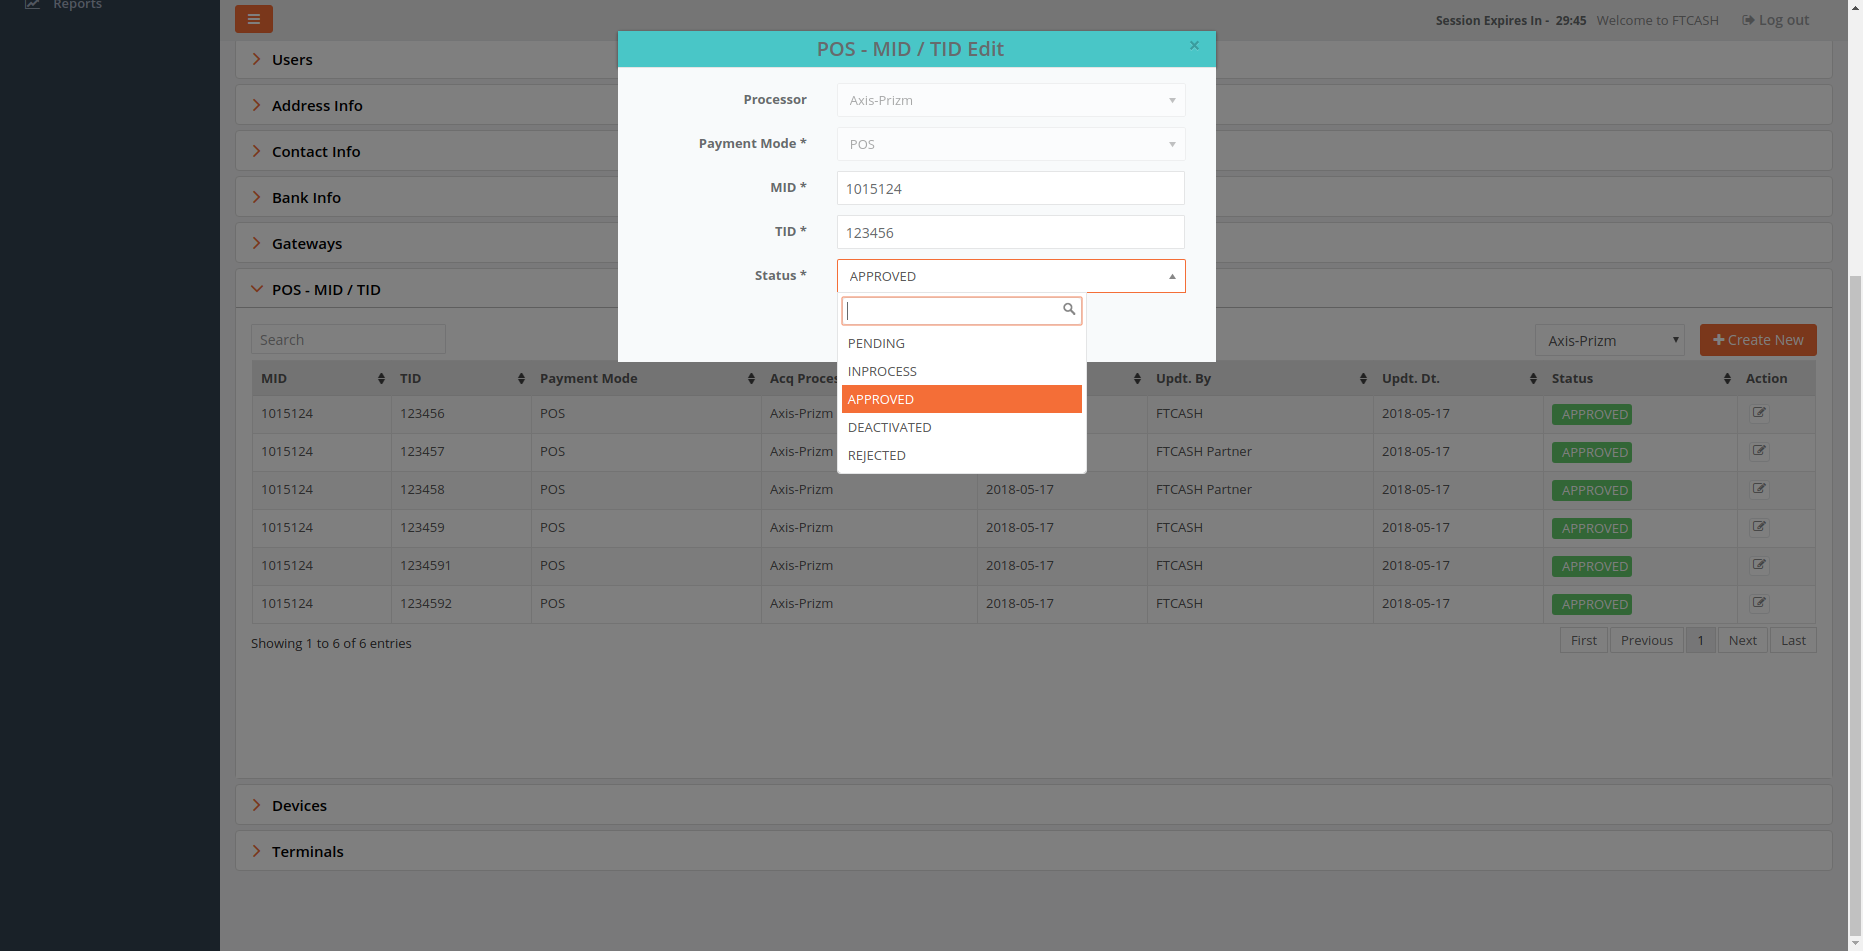 Reports
Session Expires In - 29:45 Welcome to FTCASH Log out
Users
Address Info
Contact Info
Bank Info
Gateways
POS - MID / TID
POS - MID / TID Edit ×
Processor Axis-Prizm
Payment Mode * POS
MID * 1015124
TID * 123456
Status * APPROVED
PENDING
INPROCESS
APPROVED
DEACTIVATED
REJECTED
Search Axis-Prizm Create New
MID TID Payment Mode Acq Proces Updt. By Updt. Dt. Status Action
1015124 123456 POS Axis-Prizm FTCASH 2018-05-17 APPROVED
1015124 123457 POS Axis-Prizm FTCASH Partner 2018-05-17 APPROVED
1015124 123458 POS Axis-Prizm 2018-05-17 FTCASH Partner 2018-05-17 APPROVED
1015124 123459 POS Axis-Prizm 2018-05-17 FTCASH 2018-05-17 APPROVED
1015124 1234591 POS Axis-Prizm 2018-05-17 FTCASH 2018-05-17 APPROVED
1015124 1234592 POS Axis-Prizm 2018-05-17 FTCASH 2018-05-17 APPROVED
Showing 1 to 6 of 6 entries First Previous 1 Next Last
Devices
Terminals